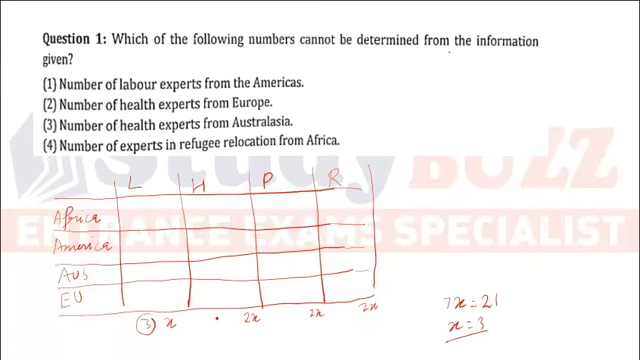 Question 1: Which of the following numbers cannot be determined from the information
given?
(1) Number of labour experts from the Americas.
(2) Number of health experts from Europe.
(3) Number of health experts from Australasia.
(4) Number of experts in refugee relocation from Africa.
StudyBUZZ
ENTRANCE EXAMS SPECIALIST
L H P R
Africa
America
AUS
EU
3 x 2x 2x 2x
7x = 21
x = 3